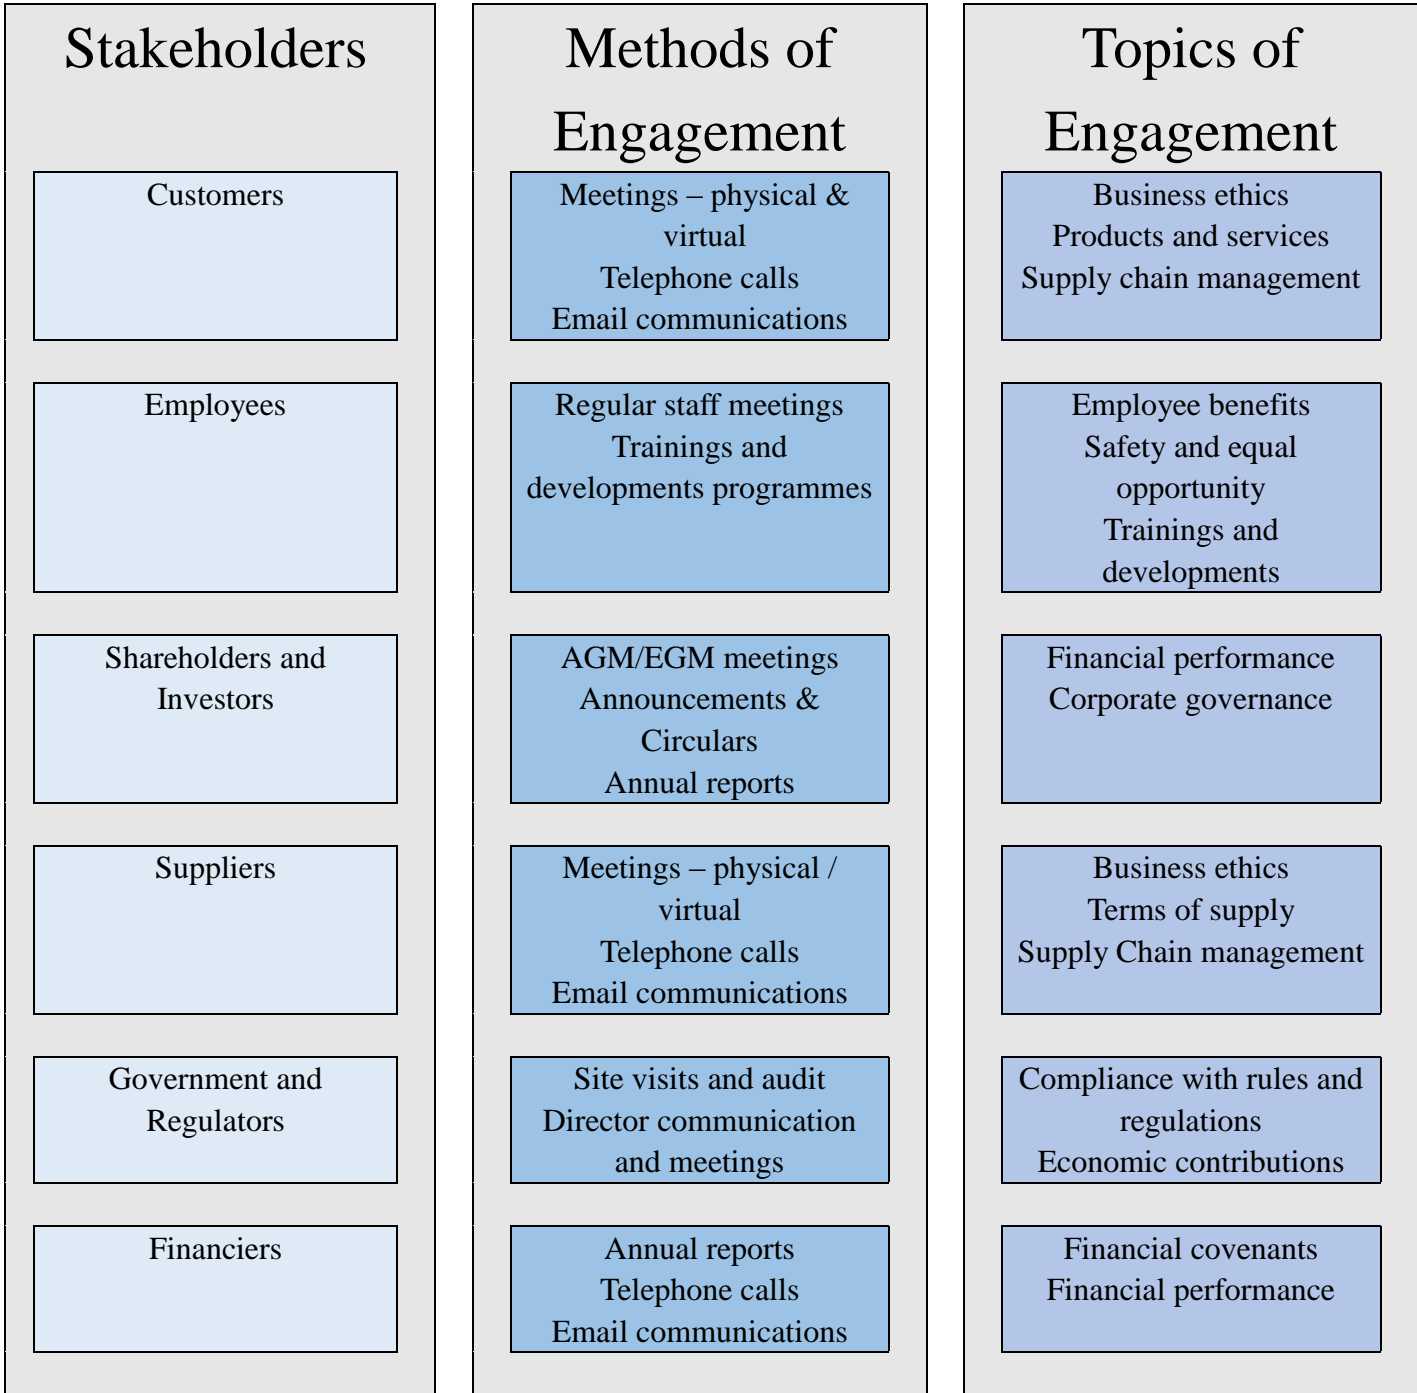 Stakeholders
Methods of
Engagement
Topics of
Engagement
Customers
Meetings – physical &
virtual
Telephone calls
Email communications
Business ethics
Products and services
Supply chain management
Employees
Regular staff meetings
Trainings and
developments programmes
Employee benefits
Safety and equal
opportunity
Trainings and
developments
Shareholders and
Investors
AGM/EGM meetings
Announcements &
Circulars
Annual reports
Financial performance
Corporate governance
Suppliers
Meetings – physical /
virtual
Telephone calls
Email communications
Business ethics
Terms of supply
Supply Chain management
Government and
Regulators
Site visits and audit
Director communication
and meetings
Compliance with rules and
regulations
Economic contributions
Financiers
Annual reports
Telephone calls
Email communications
Financial covenants
Financial performance